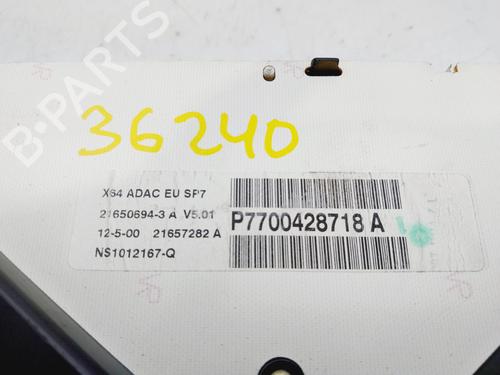 B-PARTS
36240
X64 ADAC EU SP7
21650694-3 A V5.01
12-5-00 21657282 A
NS1012167-Q
P7700428718 A